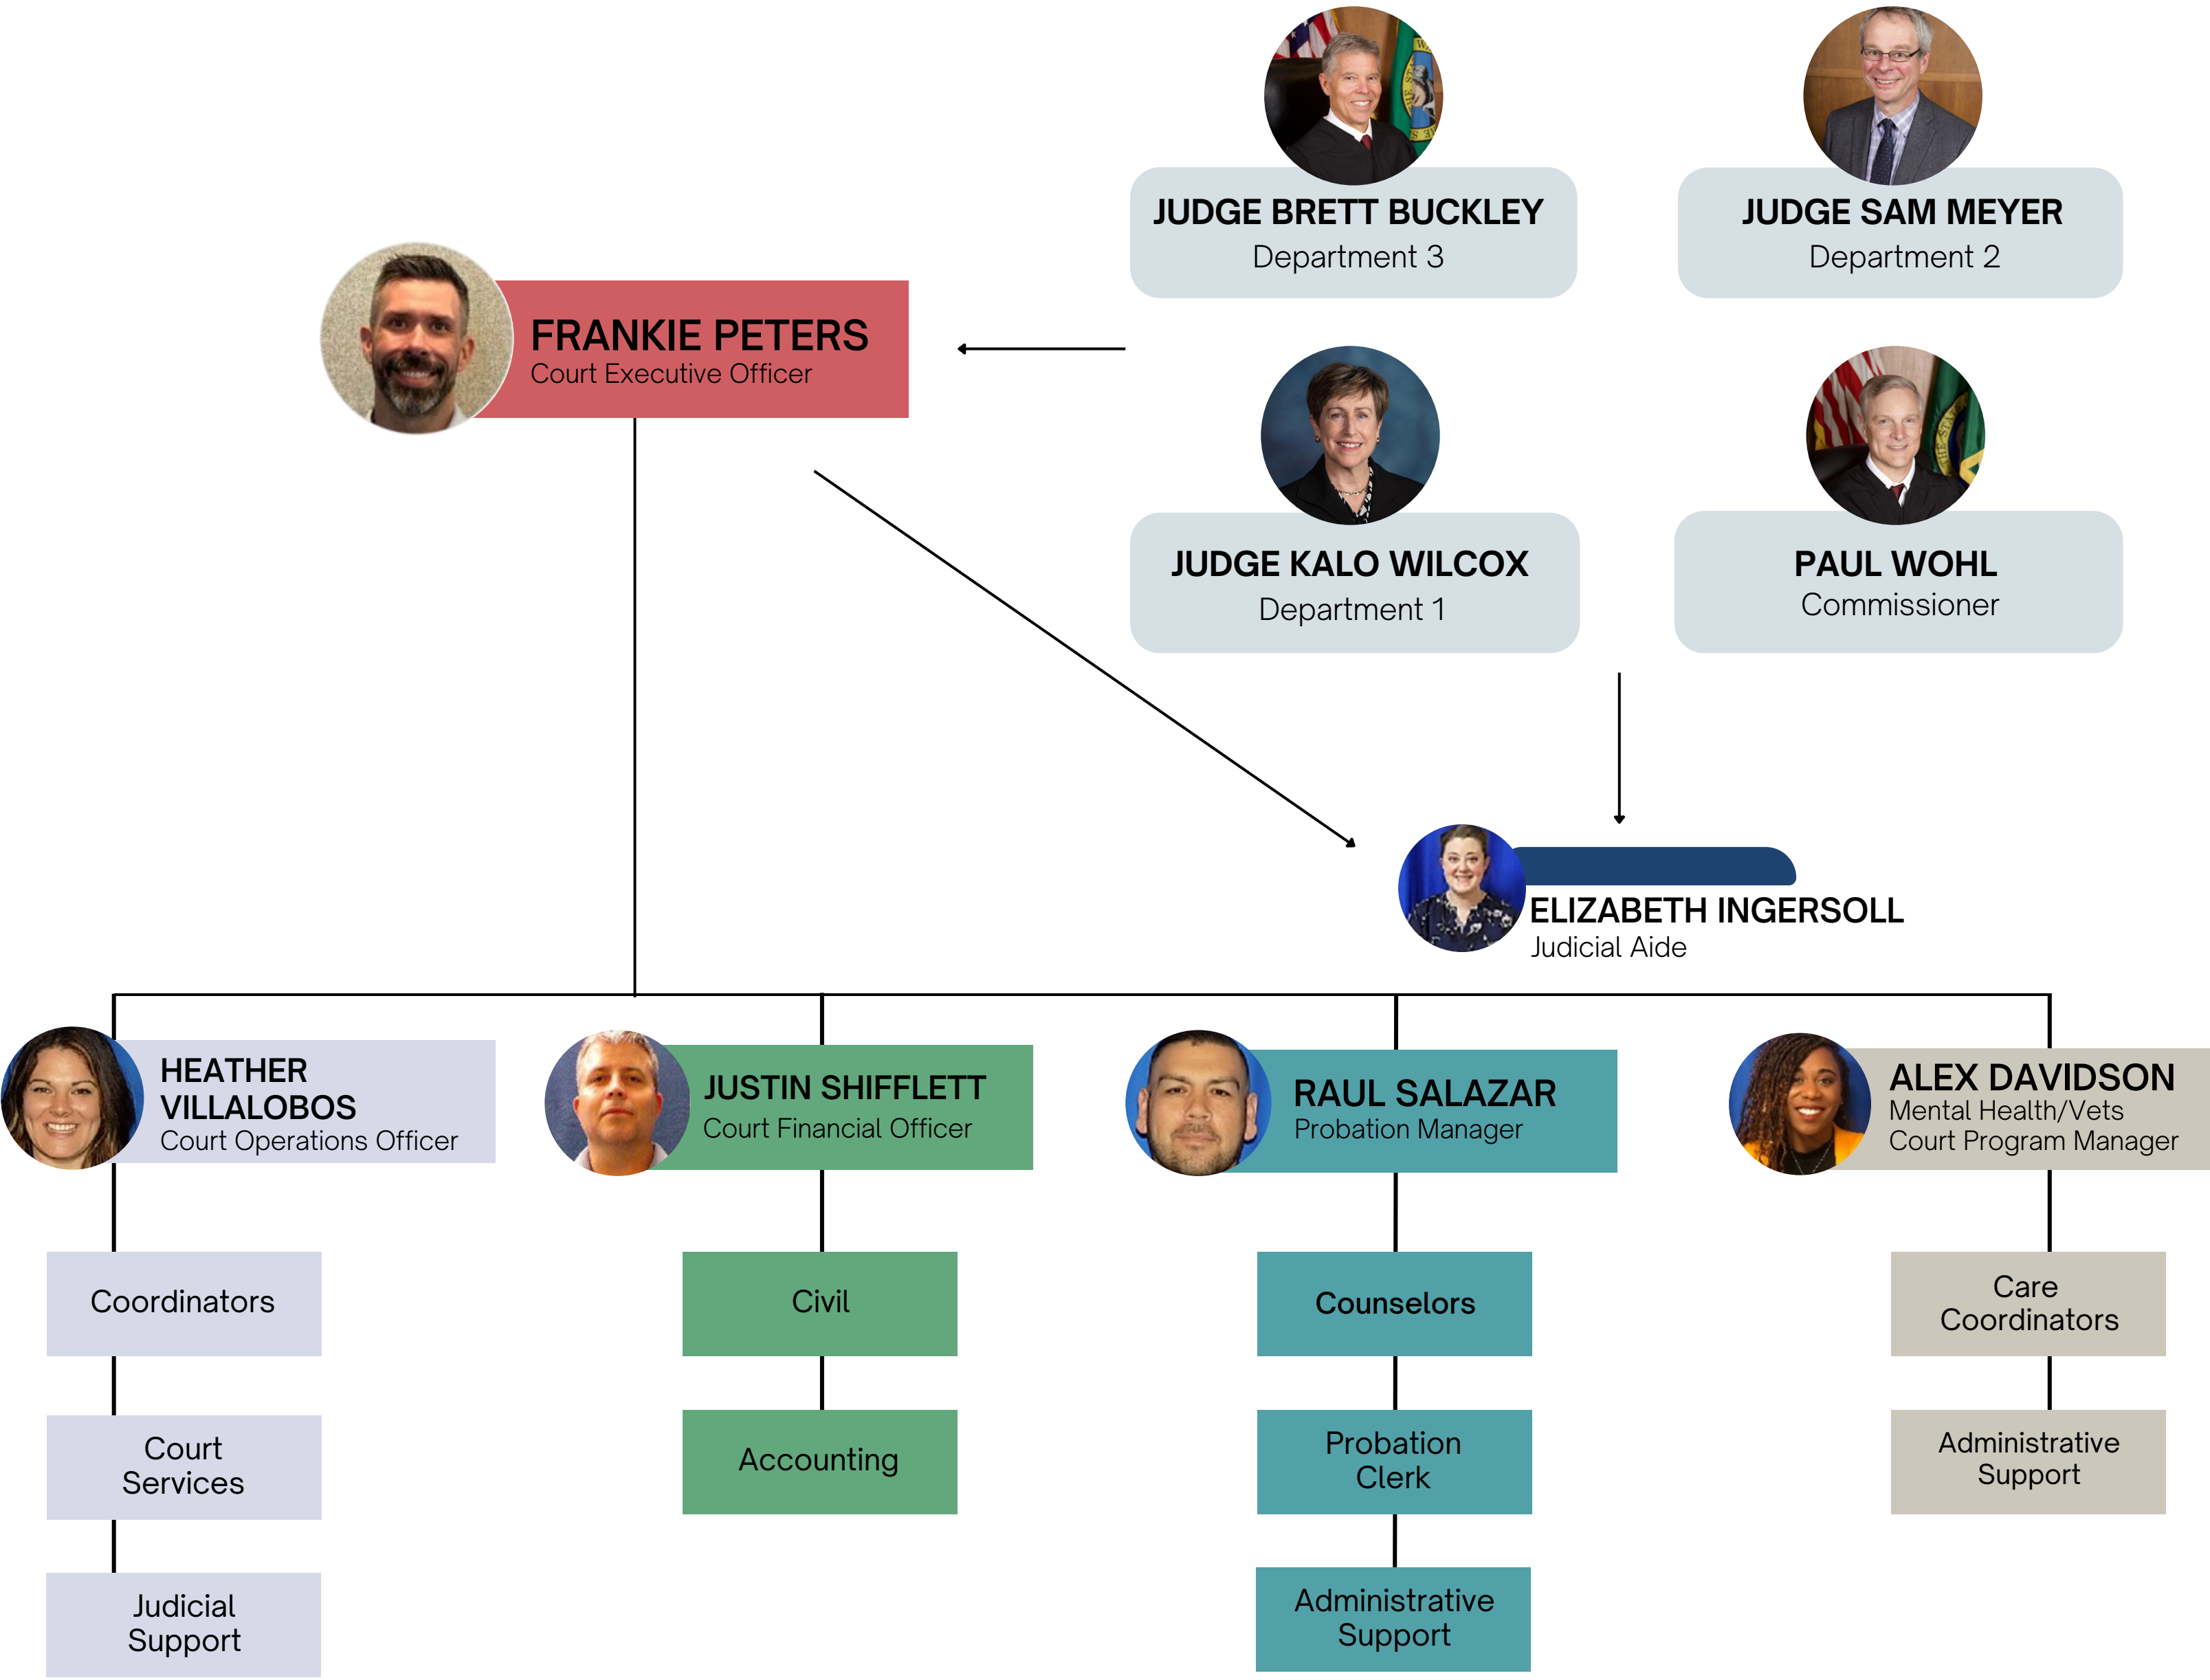 JUDGE BRETT BUCKLEY
Department 3
JUDGE SAM MEYER
Department 2
FRANKIE PETERS
Court Executive Officer
JUDGE KALO WILCOX
Department 1
PAUL WOHL
Commissioner
ELIZABETH INGERSOLL
Judicial Aide
HEATHER
VILLALOBOS
Court Operations Officer
JUSTIN SHIFFLETT
Court Financial Officer
RAUL SALAZAR
Probation Manager
ALEX DAVIDSON
Mental Health/Vets
Court Program Manager
Coordinators
Court
Services
Judicial
Support
Civil
Accounting
Counselors
Probation
Clerk
Administrative
Support
Care
Coordinators
Administrative
Support